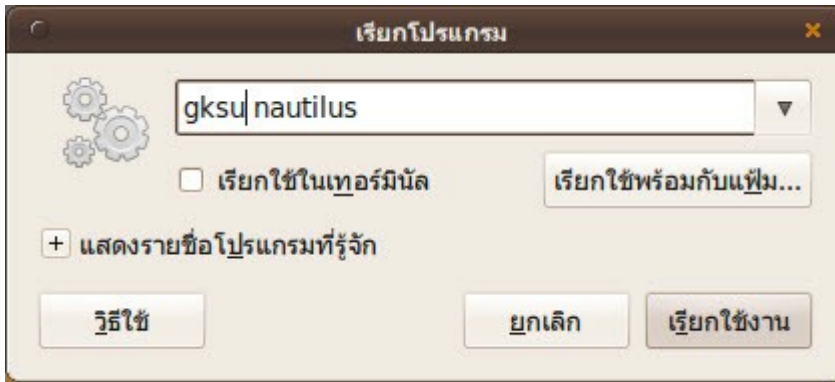 เรียกโปรแกรม
gksu nautilus
เรียกใช้ในเทอร์มินัล
เรียกใช้พร้อมกับแฟ้ม...
แสดงรายชื่อโปรแกรมที่รู้จัก
วิธีใช้
ยกเลิก
เรียกใช้งาน